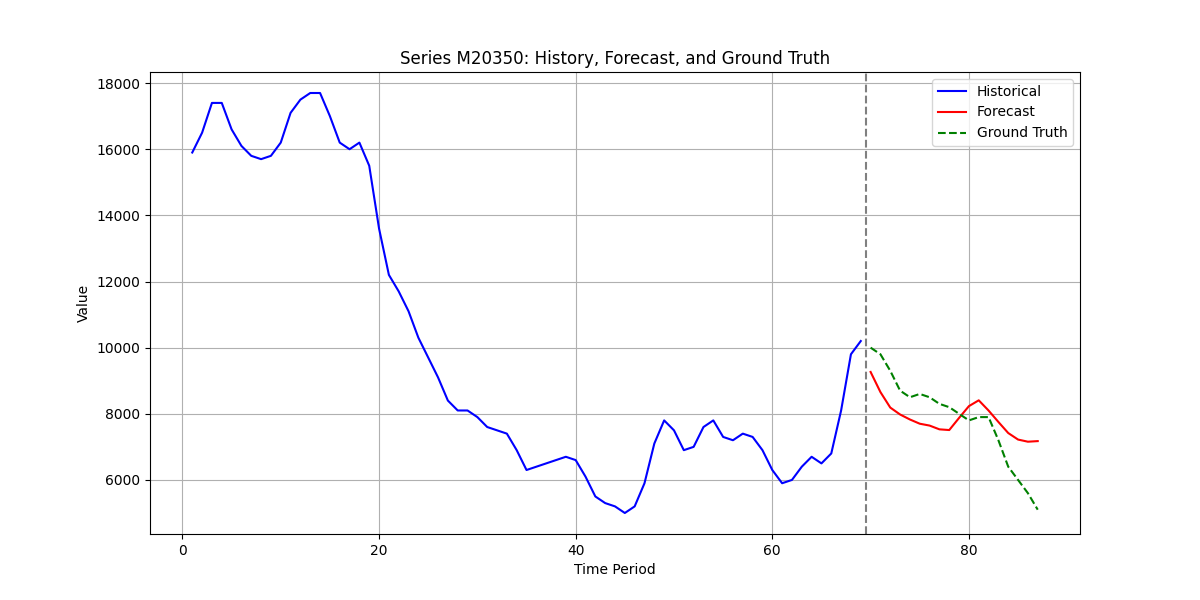 Series M20350: History, Forecast, and Ground Truth
Historical
Forecast
Ground Truth
18000
16000
14000
12000
10000
8000
6000
Value
0 20 40 60 80
Time Period